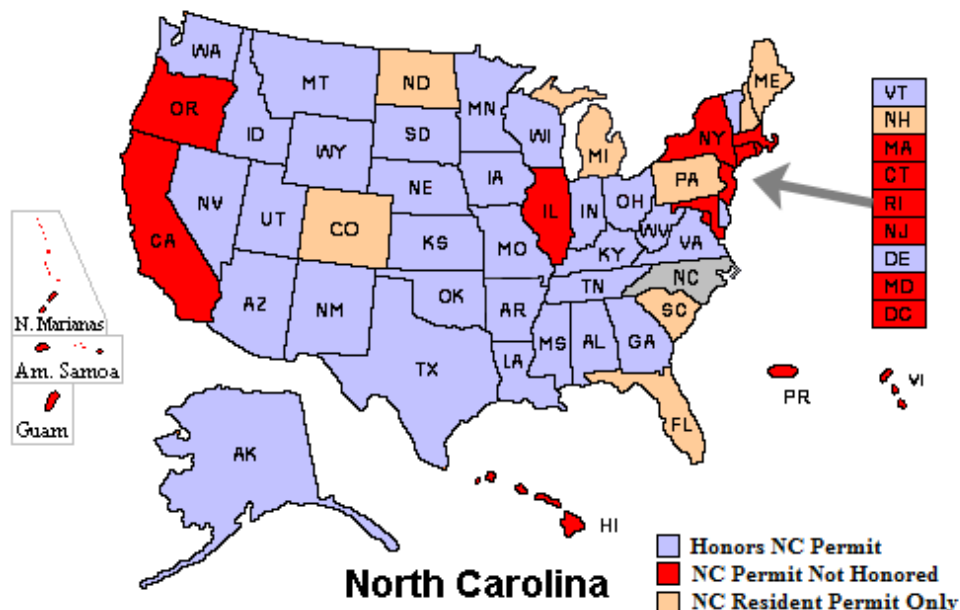 WA
MT
ND
MN
ME
OR
ID
SD
WI
MI
NY
WY
VT
NH
MA
CT
RI
NJ
DE
MD
DC
NV
UT
CO
NE
IA
IL
IN
OH
PA
CA
KS
MO
KY
WV
VA
AZ
NM
OK
AR
TN
NC
SC
TX
LA
MS
AL
GA
FL
N. Marianas
Am. Samoa
Guam
PR
VI
AK
HI
North Carolina
Honors NC Permit
NC Permit Not Honored
NC Resident Permit Only